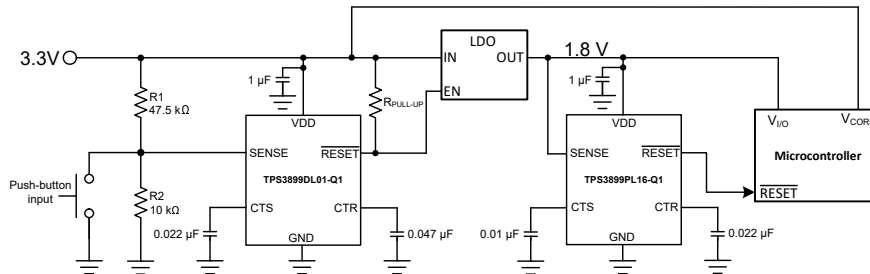 3.3V
R1
47.5 kΩ
Push-button
input
R2
10 kΩ
1 µF
VDD
SENSE
RESET
TPS3899DL01-Q1
CTS
CTR
GND
0.022 µF
0.047 µF
RPULL-UP
LDO
IN
OUT
EN
1.8 V
1 µF
VDD
SENSE
RESET
TPS3899PL16-Q1
CTS
CTR
GND
0.01 µF
0.022 µF
VI/O
VCORE
Microcontroller
RESET